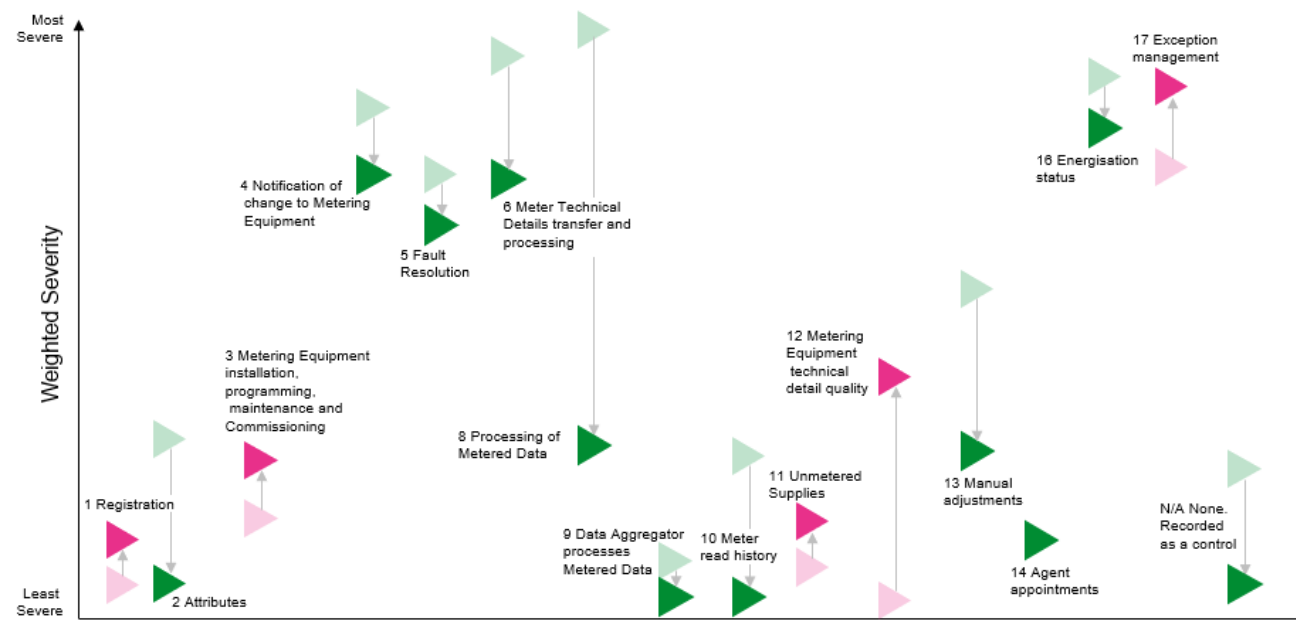 Most
Severe
17 Exception
management
16 Energisation
status
4 Notification of
change to Metering
Equipment
6 Meter Technical
Details transfer and
processing
5 Fault
Resolution
Weighted Severity
12 Metering
Equipment
technical
detail quality
3 Metering Equipment
installation,
programming,
maintenance and
Commissioning
8 Processing of
Metered Data
11 Unmetered
Supplies
13 Manual
adjustments
1 Registration
N/A None.
Recorded
as a control
9 Data Aggregator
processes
Metered Data
10 Meter
read history
14 Agent
appointments
2 Attributes
Least
Severe